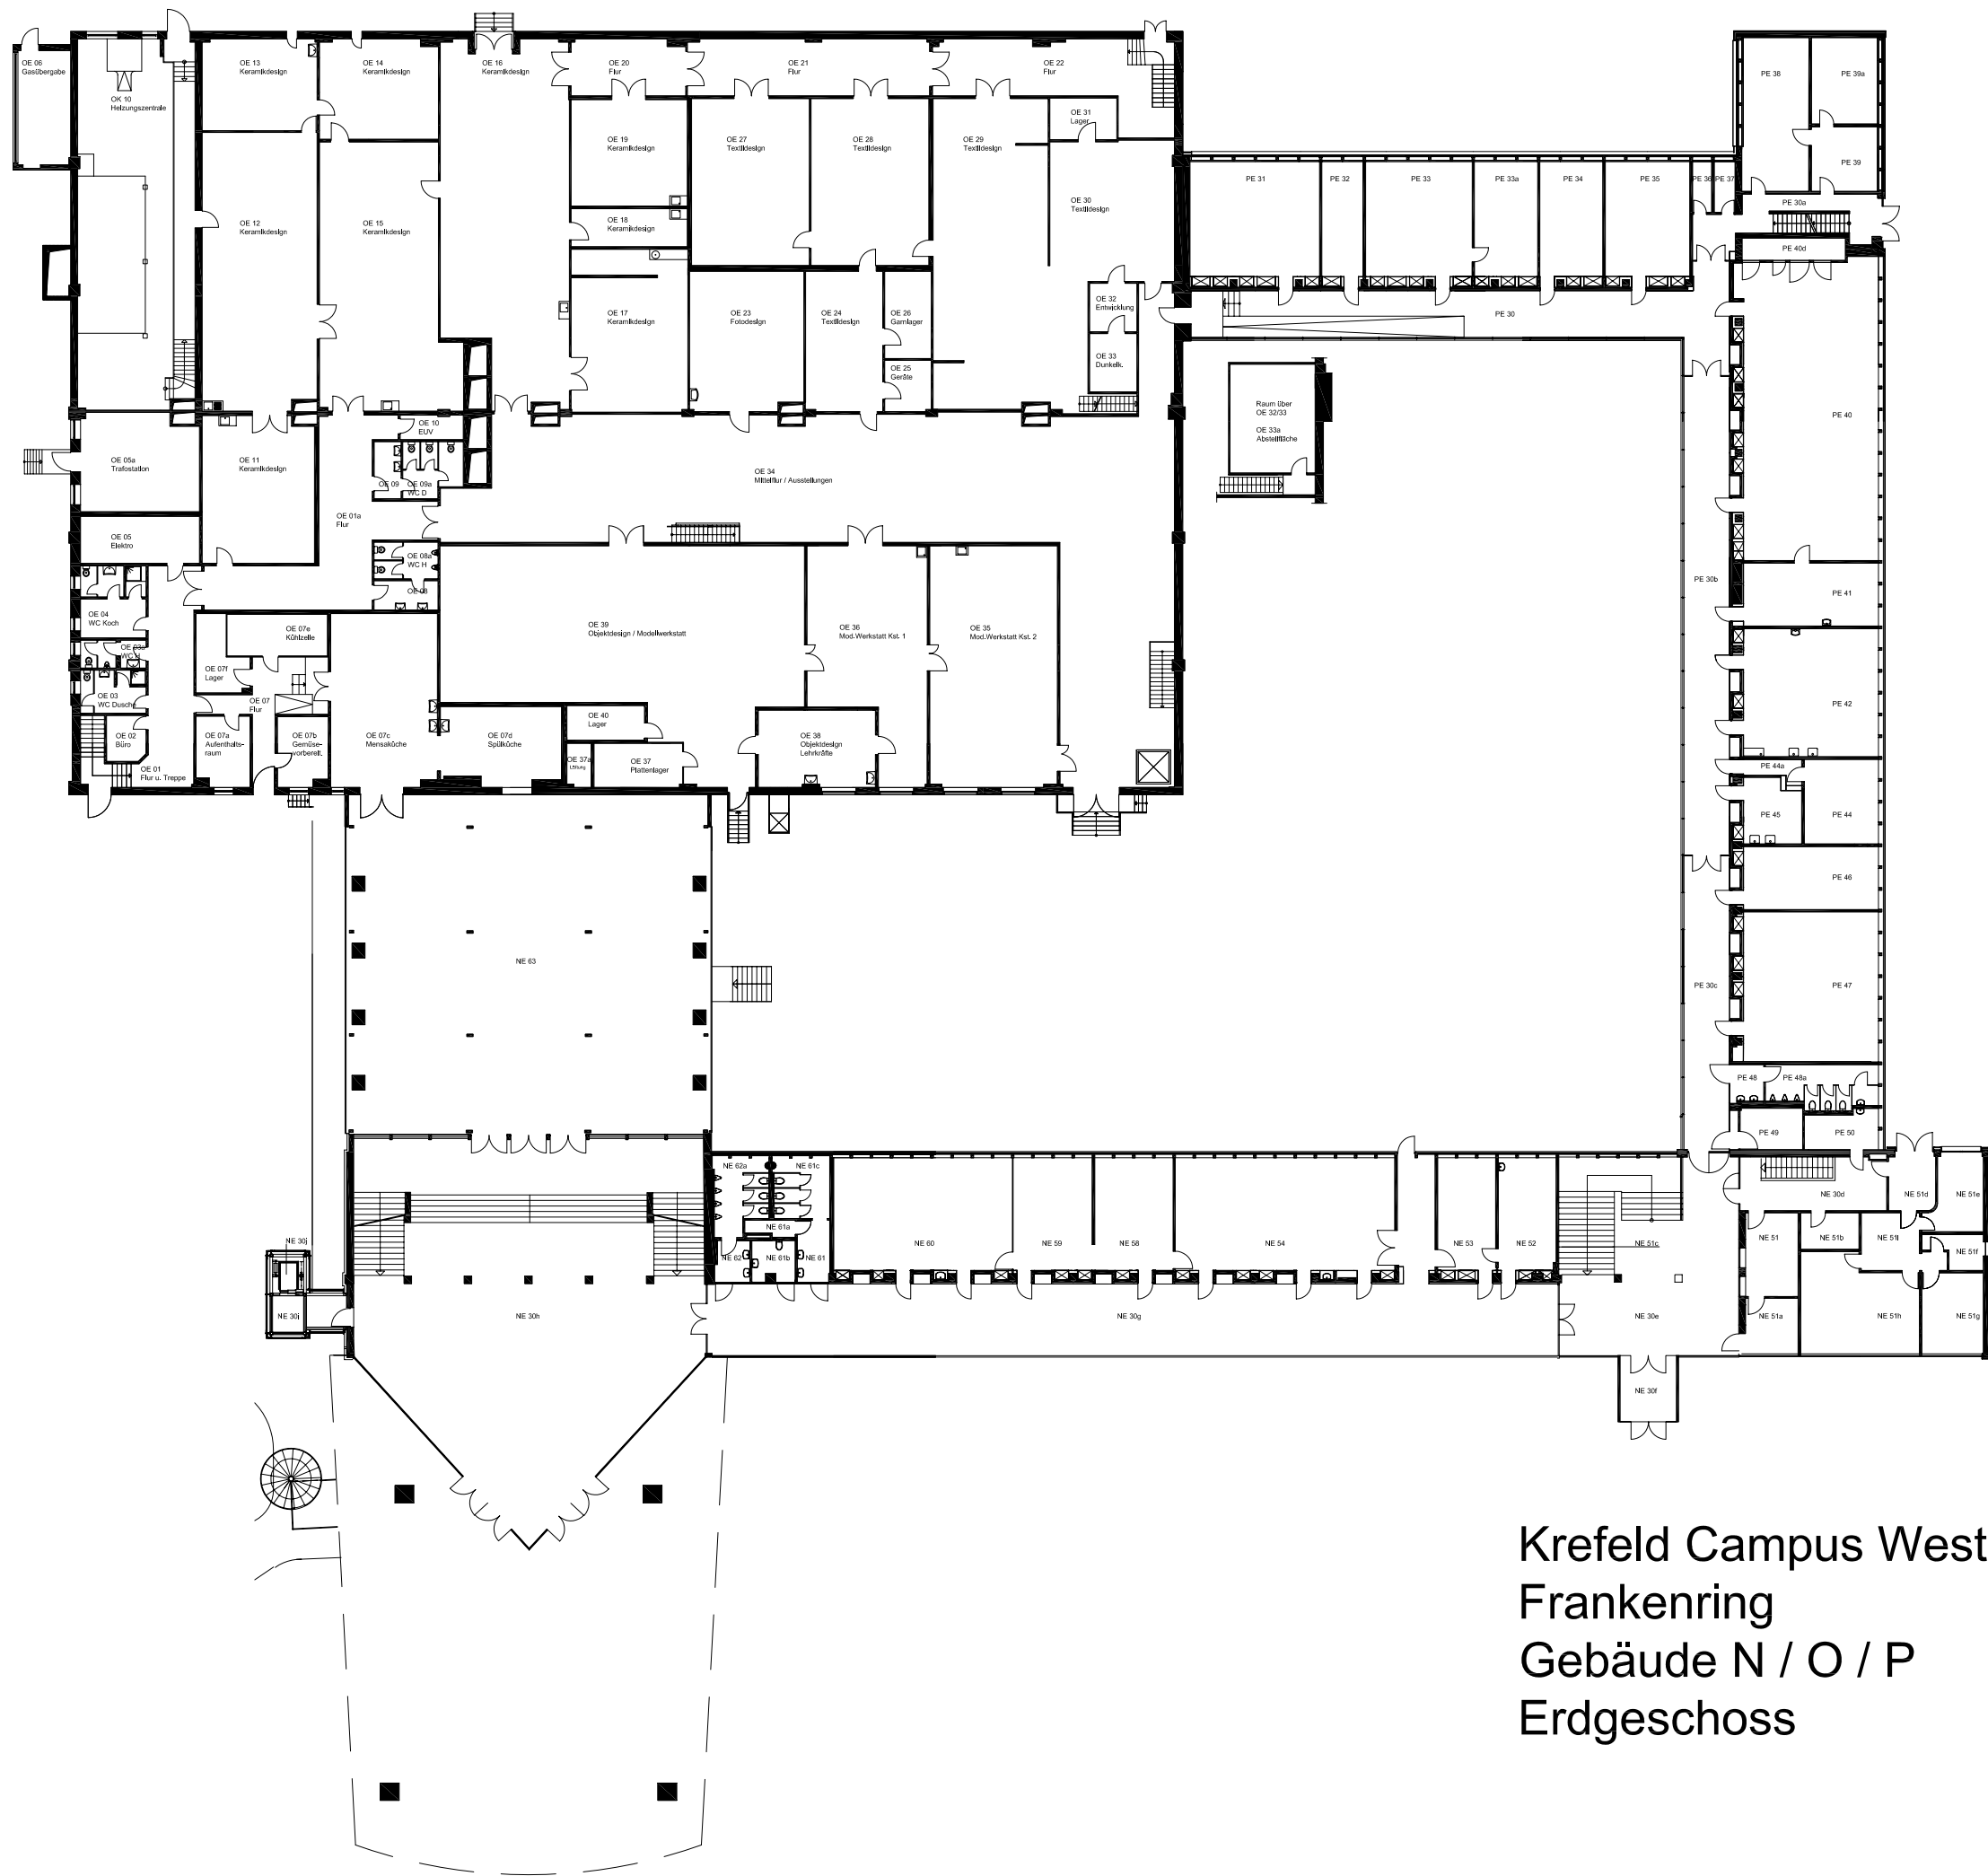 OE 06
Gasübergabe
OK 10
Heizungszentrale
OE 13
Keramikdesign
OE 14
Keramikdesign
OE 16
Keramikdesign
OE 20
Flur
OE 21
Flur
OE 22
Flur
OE 31
Lager
OE 19
Keramikdesign
OE 27
Textildesign
OE 28
Textildesign
OE 29
Textildesign
OE 30
Textildesign
OE 12
Keramikdesign
OE 15
Keramikdesign
OE 18
Keramikdesign
OE 17
Keramikdesign
OE 23
Fotodesign
OE 24
Textildesign
OE 26
Garnlager
OE 25
Geräte
OE 32
Entwicklung
OE 33
Dunkelk.
Raum über
OE 32/33
OE 33a
Abstellfläche
PE 31
PE 32
PE 33
PE 33a
PE 34
PE 35
PE 36
PE 37
PE 38
PE 39a
PE 39
PE 30a
PE 40d
PE 30
PE 40
PE 30b
PE 41
PE 42
PE 44a
PE 45
PE 44
PE 46
PE 30c
PE 47
PE 48
PE 48a
PE 49
PE 50
OE 05a
Trafostation
OE 11
Keramikdesign
OE 10
EUV
OE 09
OE 09a
WC D
OE 34
Mittelflur / Ausstellungen
OE 01a
Flur
OE 05
Elektro
OE 08a
WC H
OE 08
OE 04
WC Koch
OE 03a
WC H
OE 03
WC Dusche
OE 02
Büro
OE 01
Flur u. Treppe
OE 07e
Kühlzelle
OE 07f
Lager
OE 07
Flur
OE 07a
Aufenthalts-
raum
OE 07b
Gemüse-
vorbereit.
OE 07c
Mensaküche
OE 07d
Spülküche
OE 39
Objektdesign / Modellwerkstatt
OE 36
Mod.Werkstatt Kst. 1
OE 35
Mod.Werkstatt Kst. 2
OE 40
Lager
OE 37a
Lüftung
OE 37
Plattenlager
OE 38
Objektdesign
Lehrkräfte
NE 63
NE 62a
NE 61c
NE 61a
NE 62
NE 61b
NE 61
NE 60
NE 59
NE 58
NE 54
NE 53
NE 52
NE 51c
NE 30d
NE 51d
NE 51e
NE 51
NE 51b
NE 51i
NE 51f
NE 51a
NE 51h
NE 51g
NE 30j
NE 30i
NE 30h
NE 30g
NE 30e
NE 30f
Krefeld Campus West
Frankenring
Gebäude N / O / P
Erdgeschoss